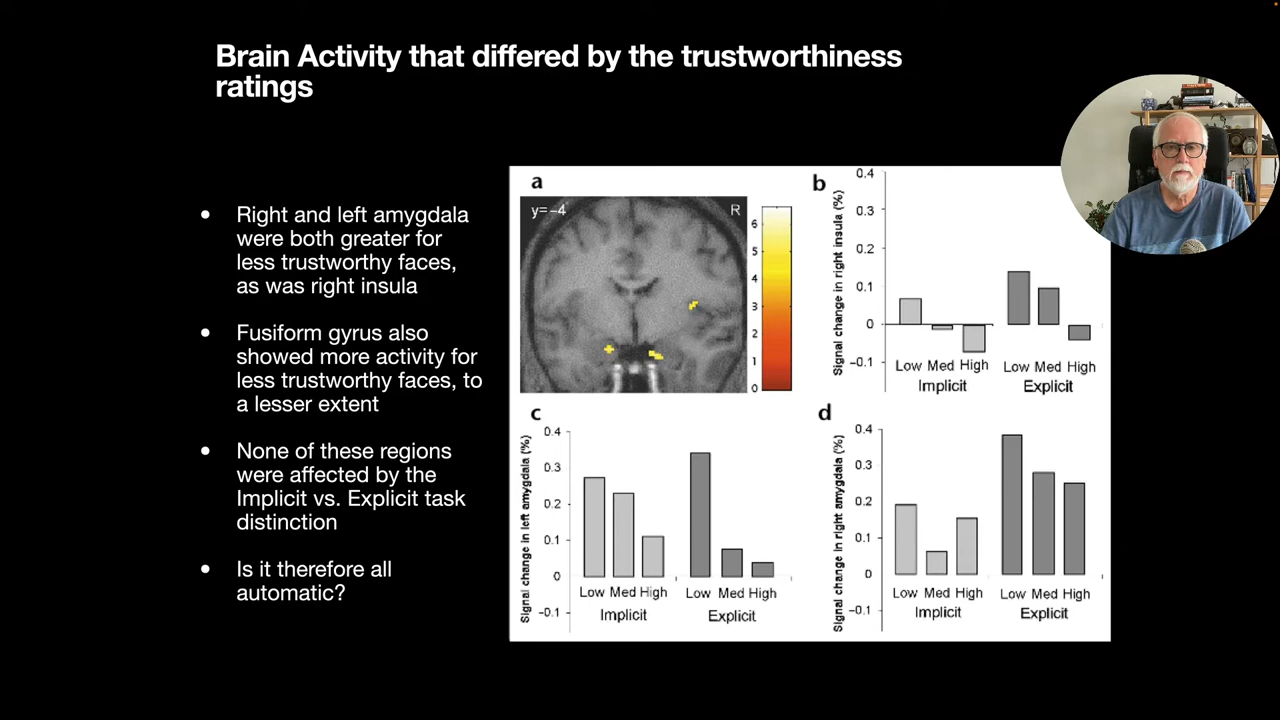 Brain Activity that differed by the trustworthiness
ratings
• Right and left amygdala
were both greater for
less trustworthy faces,
as was right insula
• Fusiform gyrus also
showed more activity for
less trustworthy faces, to
a lesser extent
• None of these regions
were affected by the
Implicit vs. Explicit task
distinction
• Is it therefore all
automatic?
a
y=-4
R
6
5
4
3
2
1
0
b
Signal change in right insula (%)
0.4
0.3
0.2
0.1
0
-0.1
Low Med High Low Med High
Implicit Explicit
c
Signal change in left amygdala (%)
0.4
0.3
0.2
0.1
0
-0.1
Low Med High Low Med High
Implicit Explicit
d
Signal change in right amygdala (%)
0.4
0.3
0.2
0.1
0
-0.1
Low Med High Low Med High
Implicit Explicit